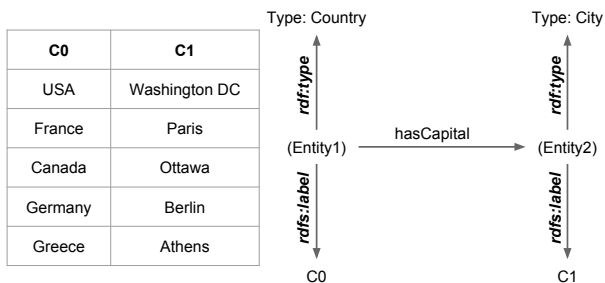 C0 C1
USA Washington DC
France Paris
Canada Ottawa
Germany Berlin
Greece Athens
Type: Country Type: City
rdf:type rdf:type
(Entity1) hasCapital (Entity2)
rdfs:label rdfs:label
C0 C1